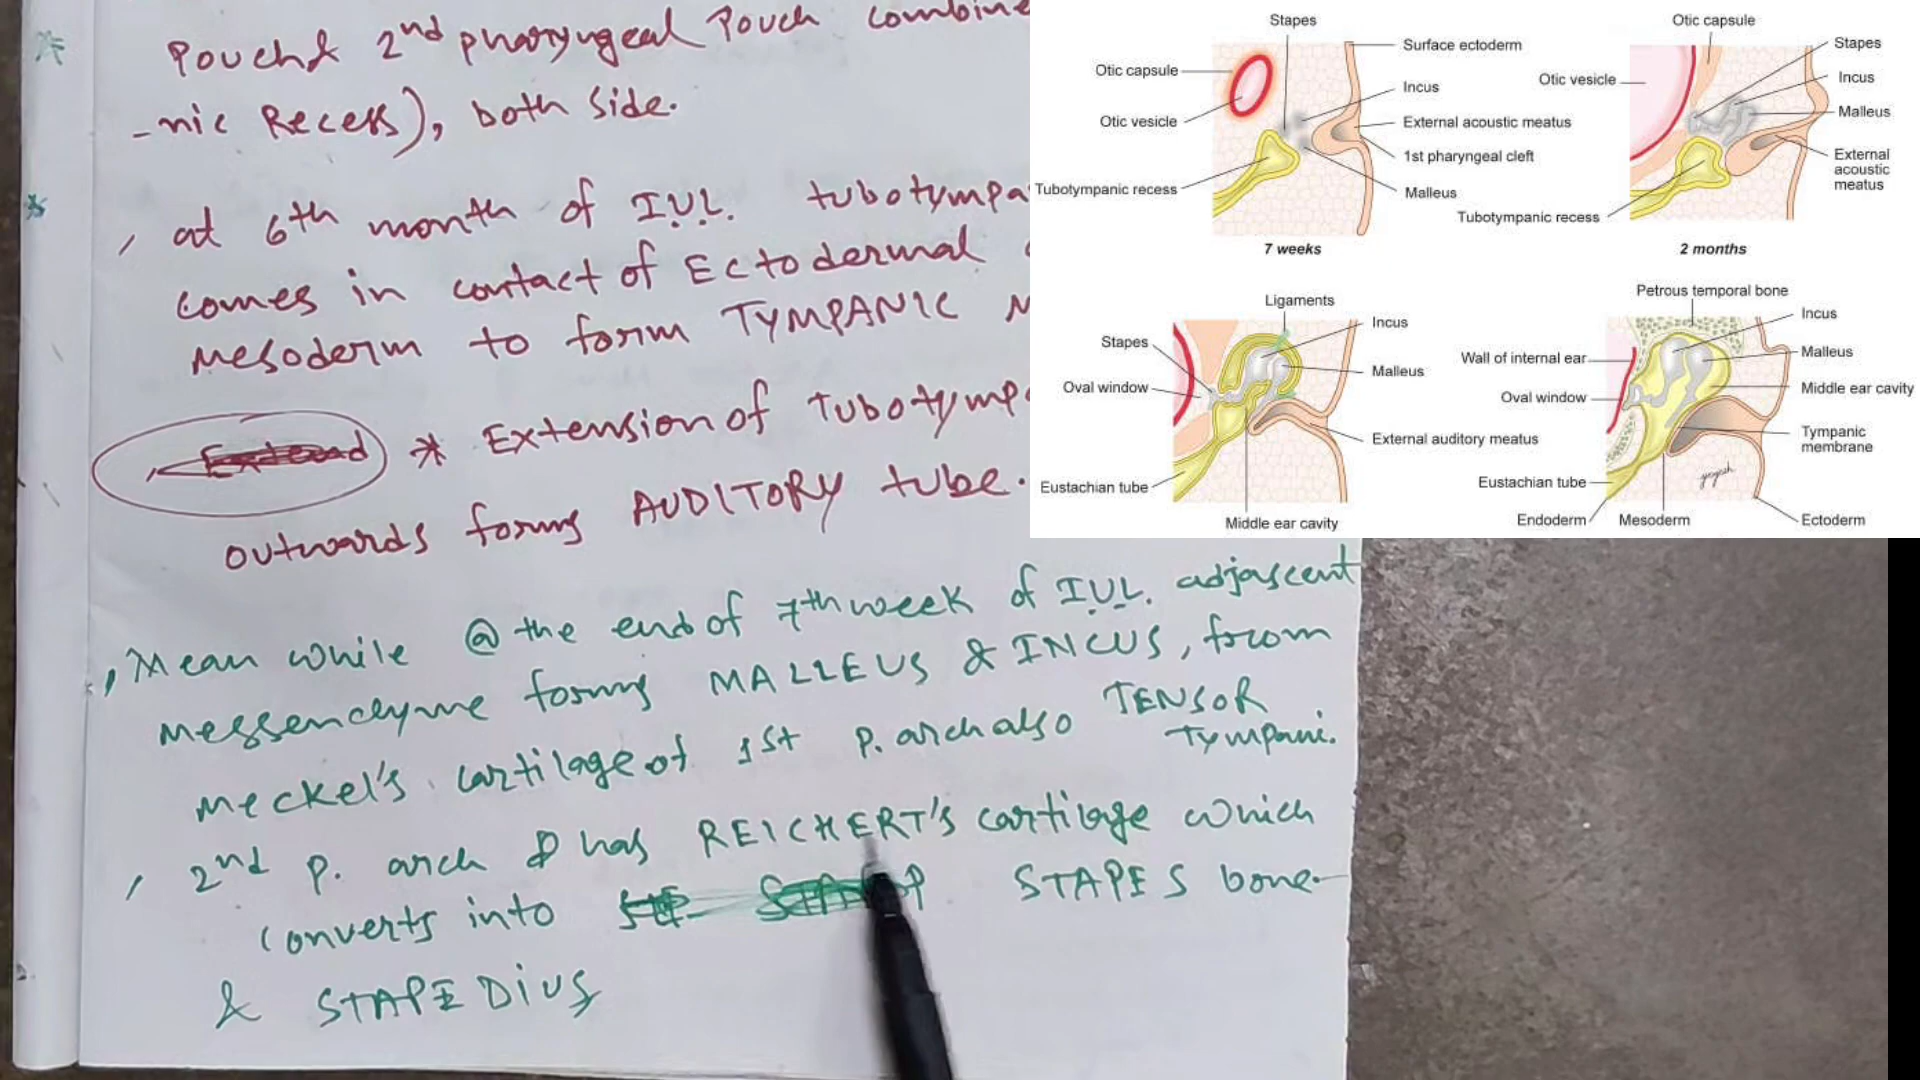 Pouch & 2nd pharyngeal Pouch combine
-nic Recess), both side.
at 6th month of I.U.L. tubotympa
comes in contact of Ectodermal
Mesoderm to form TYMPANIC M
* Extension of Tubotymp
outwards forms AUDITORY tube.
, Mean while @ the end of 7th week of I.U.L. adjascent
messenchyme forms MALLEUS & INCUS, from
Meckel's cartilage of 1st p. arch also TENSOR
Tympani.
2nd p. arch has REICHERT's cartilage which
converts into STAPES bone
& STAPEDIUS
Stapes
Surface ectoderm
Otic capsule
Incus
Otic vesicle
External acoustic meatus
1st pharyngeal cleft
Tubotympanic recess
Malleus
7 weeks
Otic capsule
Stapes
Otic vesicle
Incus
Malleus
External
acoustic
meatus
Tubotympanic recess
2 months
Ligaments
Incus
Stapes
Malleus
Oval window
External auditory meatus
Eustachian tube
Middle ear cavity
Petrous temporal bone
Incus
Wall of internal ear
Malleus
Oval window
Middle ear cavity
Tympanic
membrane
Eustachian tube
Endoderm
Mesoderm
Ectoderm